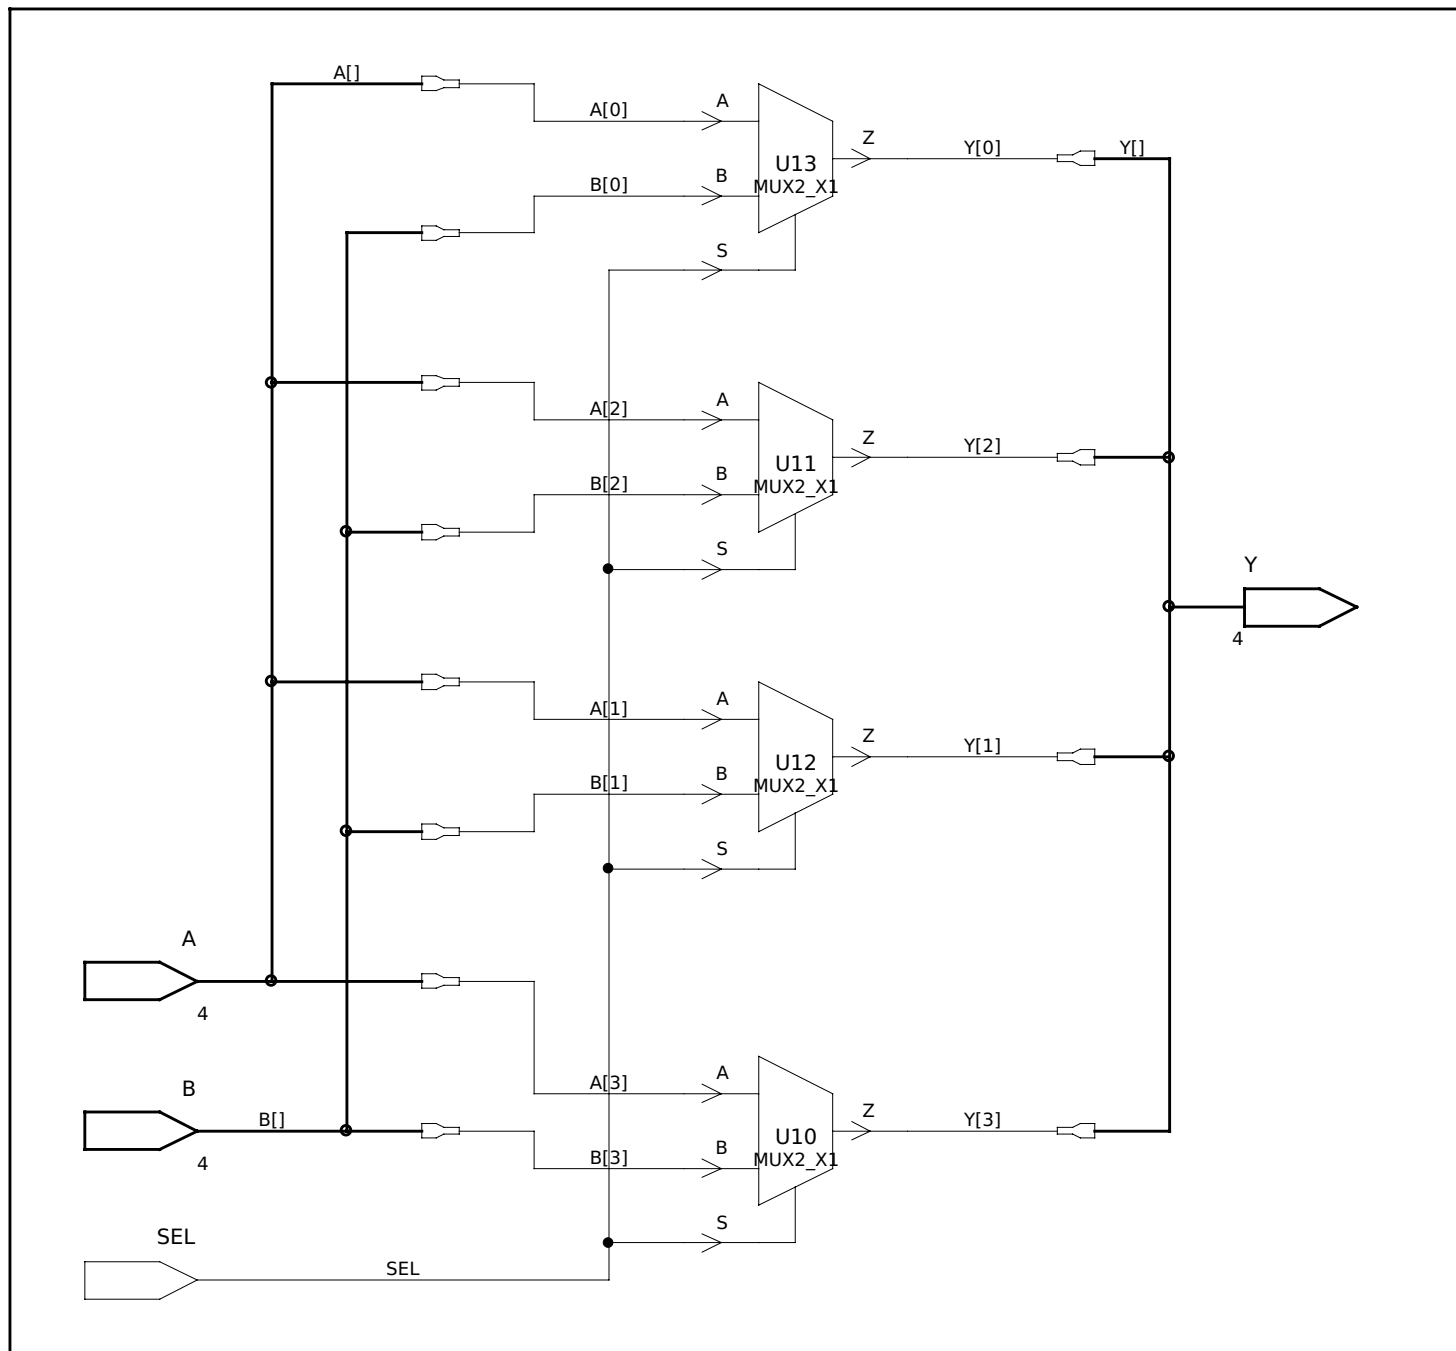 A[]
A[0]
A
Z
Y[0]
Y[]
U13
MUX2_X1
B[0]
B
S
A[2]
A
Z
Y[2]
U11
MUX2_X1
B[2]
B
S
Y
4
A[1]
A
Z
Y[1]
U12
MUX2_X1
B[1]
B
S
A
4
A[3]
A
Z
Y[3]
B
B[]
4
U10
MUX2_X1
B[3]
B
S
SEL
SEL